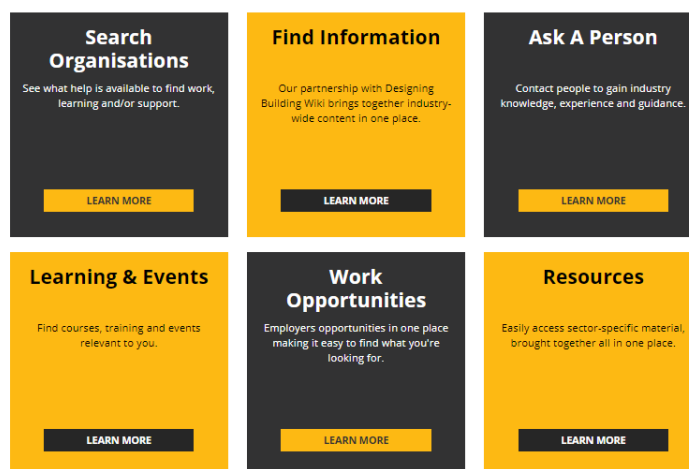 Search
Organisations
See what help is available to find work,
learning and/or support.
LEARN MORE
Find Information
Our partnership with Designing
Building Wiki brings together industry-
wide content in one place.
LEARN MORE
Ask A Person
Contact people to gain industry
knowledge, experience and guidance.
LEARN MORE
Learning & Events
Find courses, training and events
relevant to you.
LEARN MORE
Work
Opportunities
Employers opportunities in one place
making it easy to find what you're
looking for.
LEARN MORE
Resources
Easily access sector-specific material,
brought together all in one place.
LEARN MORE